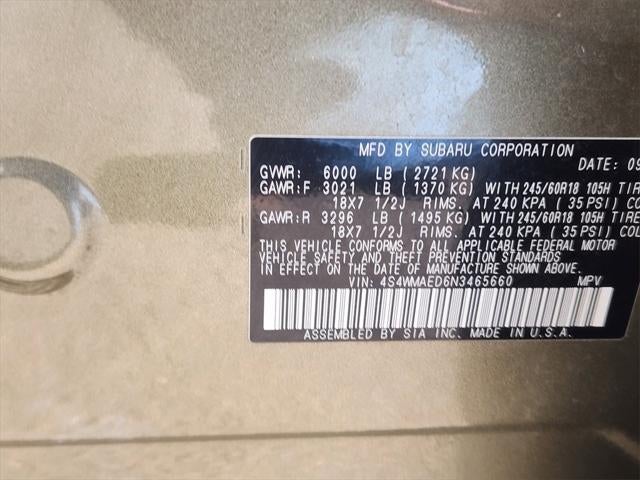 MFD BY SUBARU CORPORATION
DATE: 09
GVWR: 6000 LB ( 2721 KG)
GAWR:F 3021 LB ( 1370 KG) WITH 245/60R18 105H TIRE
18X7 1/2J RIMS. AT 240 KPA ( 35 PSI) CO
GAWR:R 3296 LB ( 1495 KG) WITH 245/60R18 105H TIRE
18X7 1/2J RIMS. AT 240 KPA ( 35 PSI) COL
THIS VEHICLE CONFORMS TO ALL APPLICABLE FEDERAL MOTOR
VEHICLE SAFETY AND THEFT PREVENTION STANDARDS
IN EFFECT ON THE DATE OF MANUFACTURE SHOWN ABOVE.
VIN: 4S4WMAED6N3465660 MPV
ASSEMBLED BY SIA INC. MADE IN U.S.A.